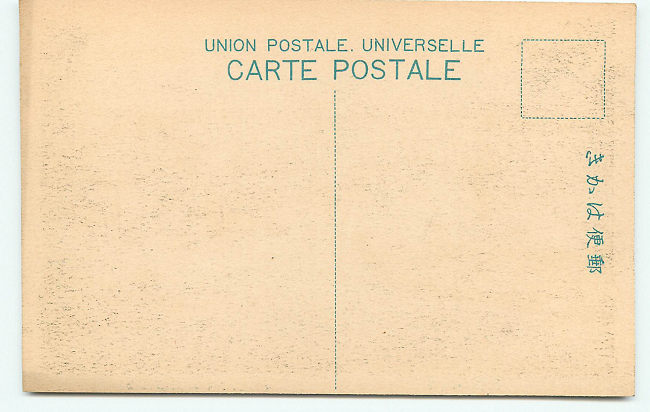 UNION POSTALE. UNIVERSELLE
CARTE POSTALE
郵便はかき